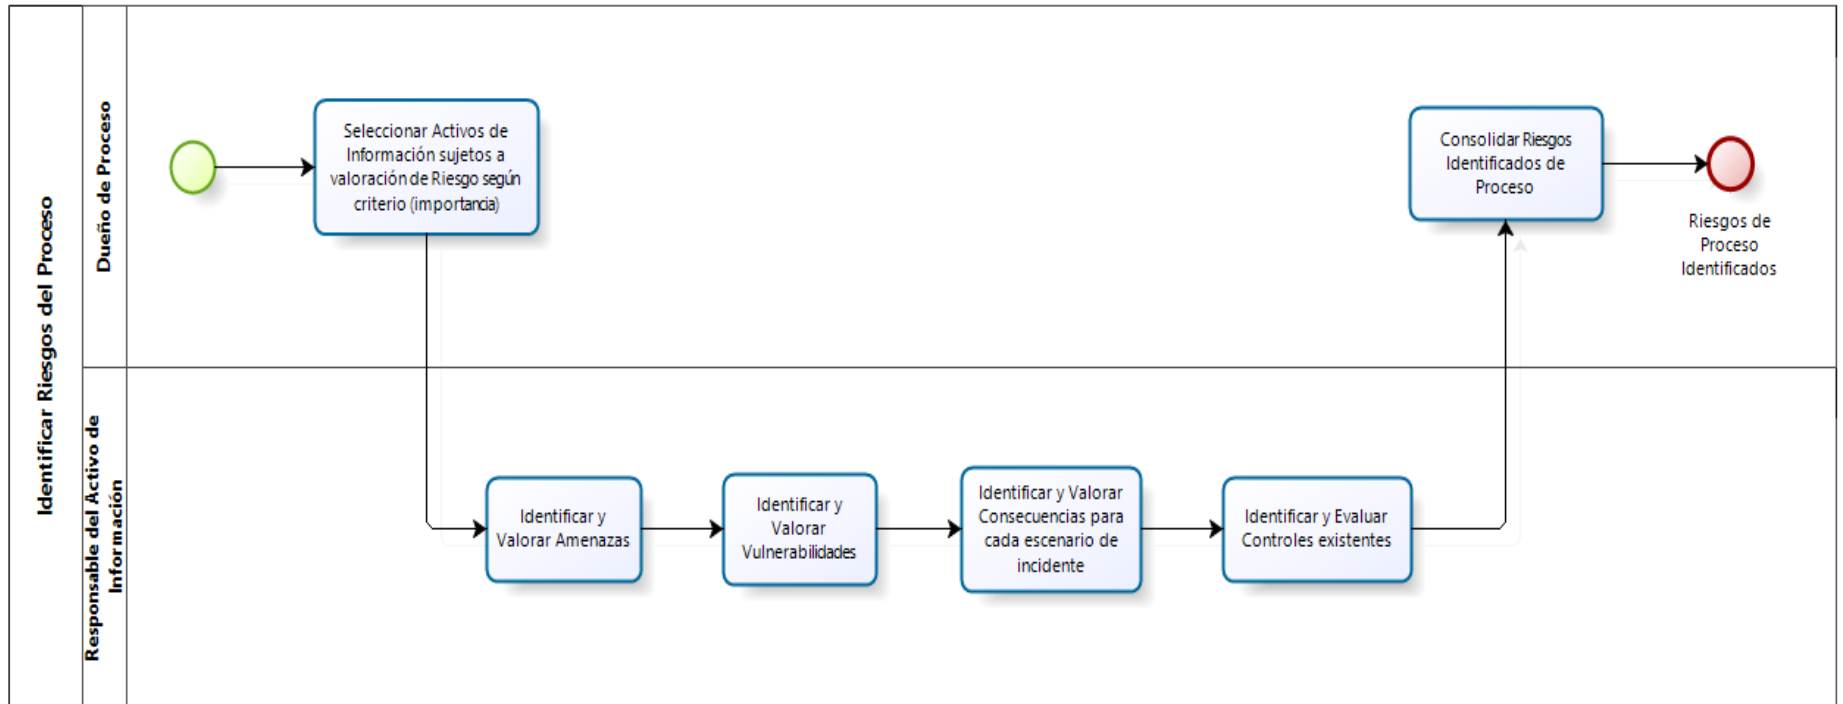 Identificar Riesgos del Proceso
Dueño de Proceso
Seleccionar Activos de
Información sujetos a
valoración de Riesgo según
criterio (importancia)
Consolidar Riesgos
Identificados de
Proceso
Riesgos de
Proceso
Identificados
Responsable del Activo de
Información
Identificar y
Valorar Amenazas
Identificar y
Valorar
Vulnerabilidades
Identificar y Valorar
Consecuencias para
cada escenario de
incidente
Identificar y Evaluar
Controles existentes